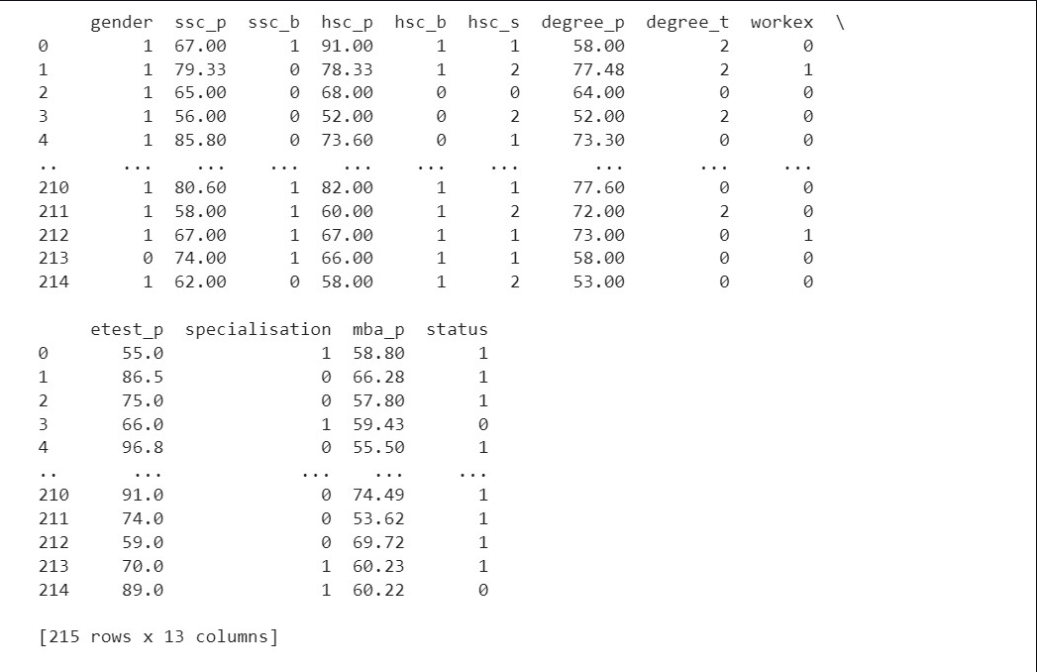 gender ssc_p ssc_b hsc_p hsc_b hsc_s degree_p degree_t workex \
0 1 67.00 1 91.00 1 1 58.00 2 0
1 1 79.33 0 78.33 1 2 77.48 2 1
2 1 65.00 0 68.00 0 0 64.00 0 0
3 1 56.00 0 52.00 0 2 52.00 2 0
4 1 85.80 0 73.60 0 1 73.30 0 0
.. ... ... ... ... ... ... ... ... ...
210 1 80.60 1 82.00 1 1 77.60 0 0
211 1 58.00 1 60.00 1 2 72.00 2 0
212 1 67.00 1 67.00 1 1 73.00 0 1
213 0 74.00 1 66.00 1 1 58.00 0 0
214 1 62.00 0 58.00 1 2 53.00 0 0
etest_p specialisation mba_p status
0 55.0 1 58.80 1
1 86.5 0 66.28 1
2 75.0 0 57.80 1
3 66.0 1 59.43 0
4 96.8 0 55.50 1
.. ... ... ... ...
210 91.0 0 74.49 1
211 74.0 0 53.62 1
212 59.0 0 69.72 1
213 70.0 1 60.23 1
214 89.0 1 60.22 0
[215 rows x 13 columns]